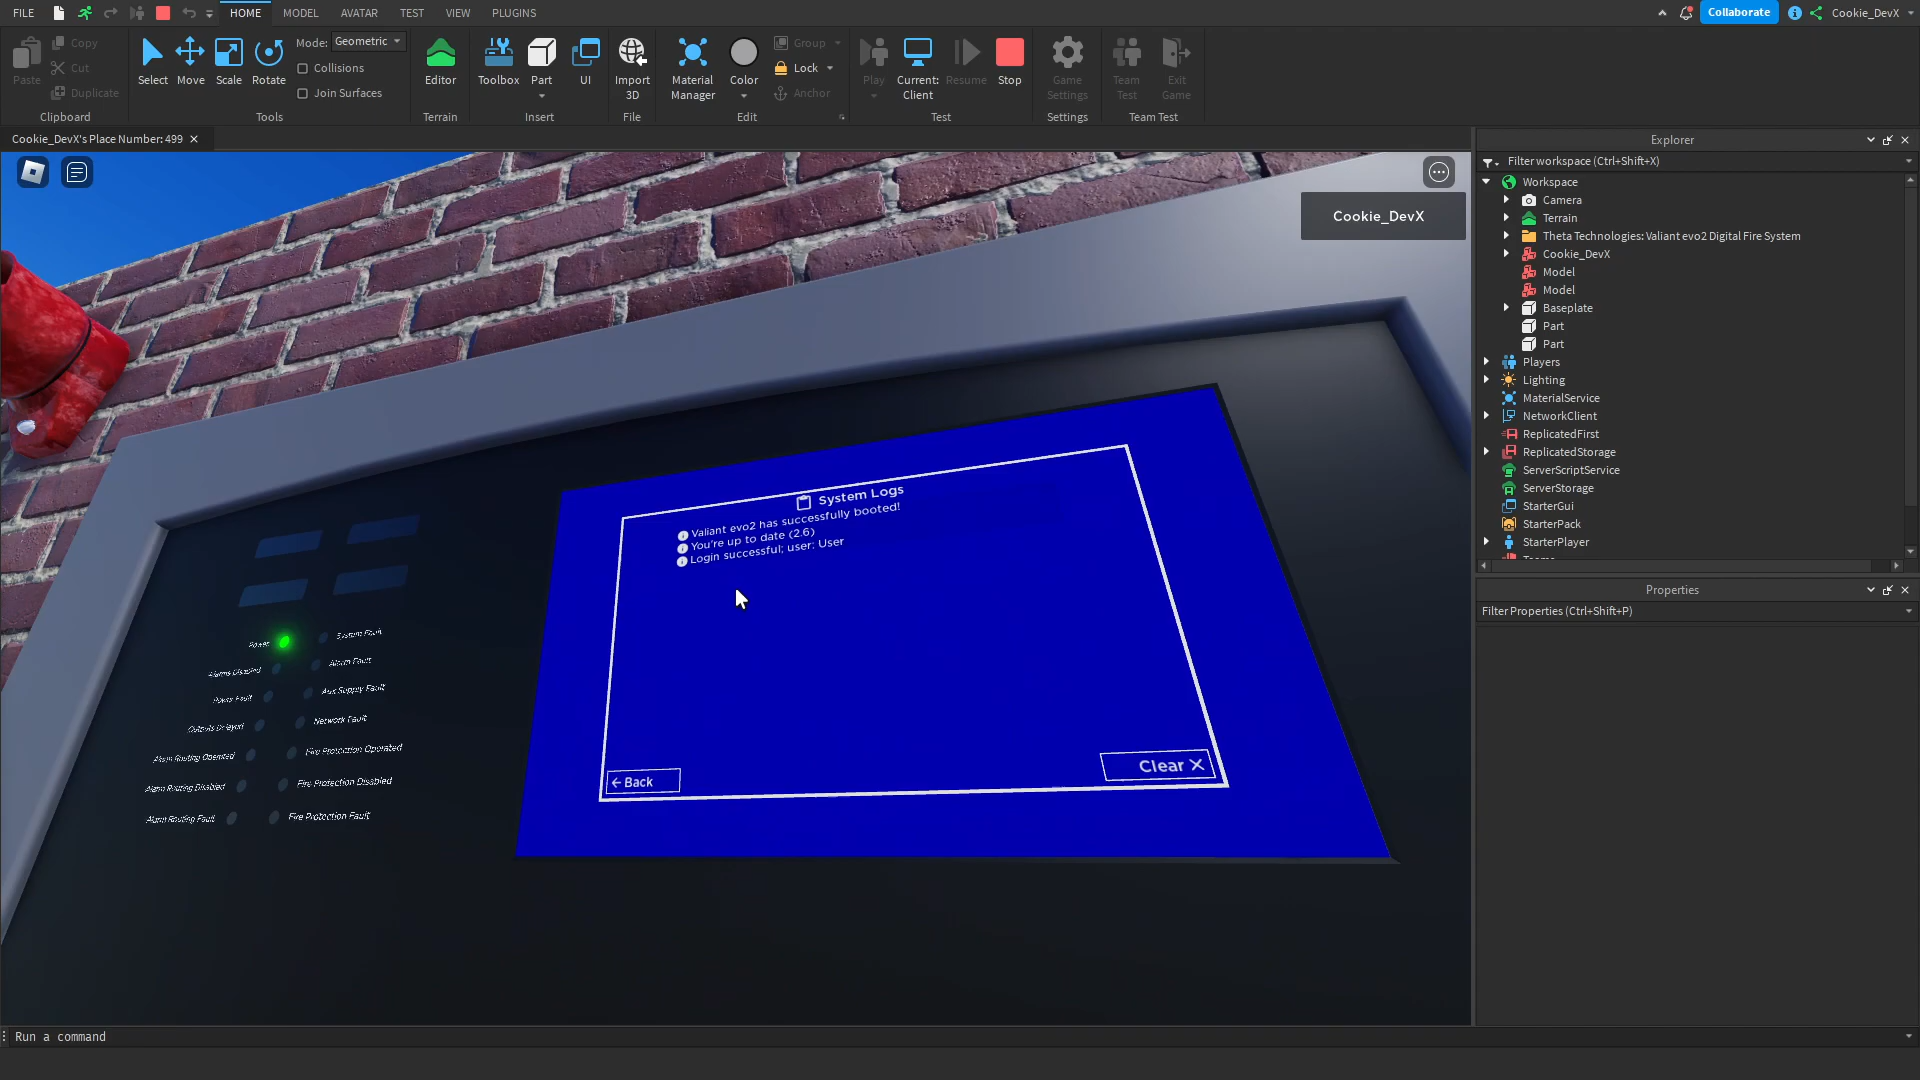 FILE HOME MODEL AVATAR TEST VIEW PLUGINS Collaborate Cookie_DevX
Paste Copy Cut Duplicate
Clipboard
Select Move Scale Rotate
Mode: Geometric
Collisions
Join Surfaces
Tools
Editor
Terrain
Toolbox Part UI
Insert
Import 3D
File
Material Manager
Color
Group
Lock
Anchor
Edit
Play
Current: Client
Resume
Stop
Test
Game Settings
Settings
Team Test
Exit Game
Team Test
Cookie_DevX's Place Number: 499
Cookie_DevX
System Logs
Valiant evo2 has successfully booted!
You're up to date (2.6)
Login successful; user: User
← Back
Clear X
Power
System Fault
Alarms Disabled
Alarm Fault
Power Fault
Aux Supply Fault
Outputs Delayed
Network Fault
Alarm Routing Operated
Fire Protection Operated
Alarm Routing Disabled
Fire Protection Disabled
Alarm Routing Fault
Fire Protection Fault
Explorer
Filter workspace (Ctrl+Shift+X)
Workspace
Camera
Terrain
Theta Technologies: Valiant evo2 Digital Fire System
Cookie_DevX
Model
Model
Baseplate
Part
Part
Players
Lighting
MaterialService
NetworkClient
ReplicatedFirst
ReplicatedStorage
ServerScriptService
ServerStorage
StarterGui
StarterPack
StarterPlayer
Teams
Properties
Filter Properties (Ctrl+Shift+P)
Run a command